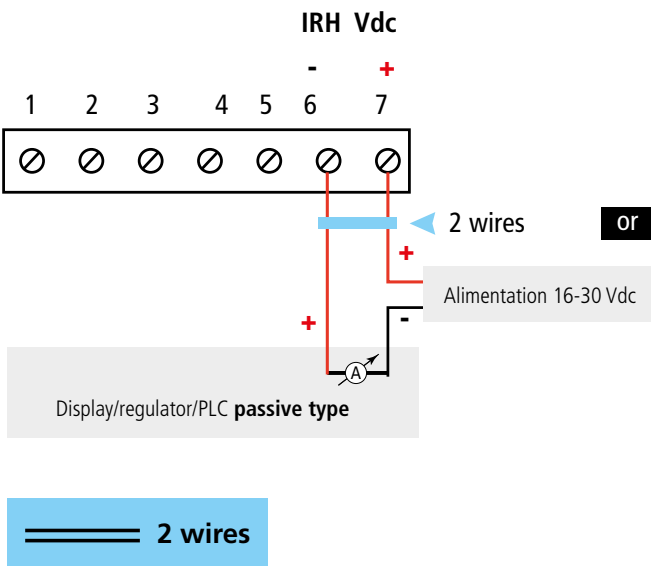 IRH Vdc
- +
1 2 3 4 5 6 7
2 wires
or
+
Alimentation 16-30 Vdc
-
+
A
Display/regulator/PLC passive type
2 wires